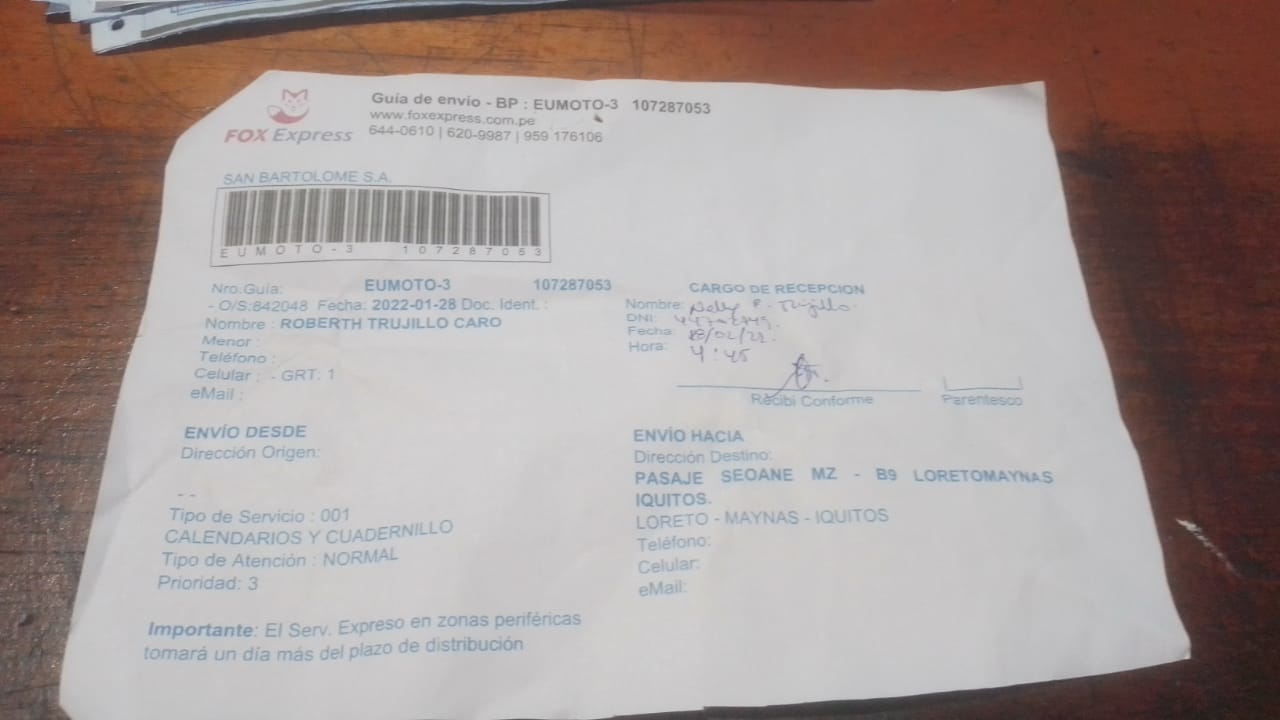 FOX Express
Guía de envío - BP : EUMOTO-3 107287053
www.foxexpress.com.pe
644-0610 | 620-9987 | 959 176106
SAN BARTOLOME S.A.
EUMOTO-3 107287053
Nro.Guía: EUMOTO-3 107287053
- O/S:842048 Fecha: 2022-01-28 Doc. Ident. :
Nombre : ROBERTH TRUJILLO CARO
Menor :
Teléfono :
Celular : - GRT: 1
eMail :
CARGO DE RECEPCION
Nombre: Nelly P. Trujillo
DNI:
Fecha: /02/22.
Hora: 4:45
Recibi Conforme
Parentesco
ENVÍO DESDE
Dirección Origen:
- -
Tipo de Servicio : 001
CALENDARIOS Y CUADERNILLO
Tipo de Atención : NORMAL
Prioridad: 3
ENVÍO HACIA
Dirección Destino:
PASAJE SEOANE MZ - B9 LORETOMAYNAS
IQUITOS.
LORETO - MAYNAS - IQUITOS
Teléfono:
Celular:
eMail:
Importante: El Serv. Expreso en zonas periféricas
tomará un día más del plazo de distribución